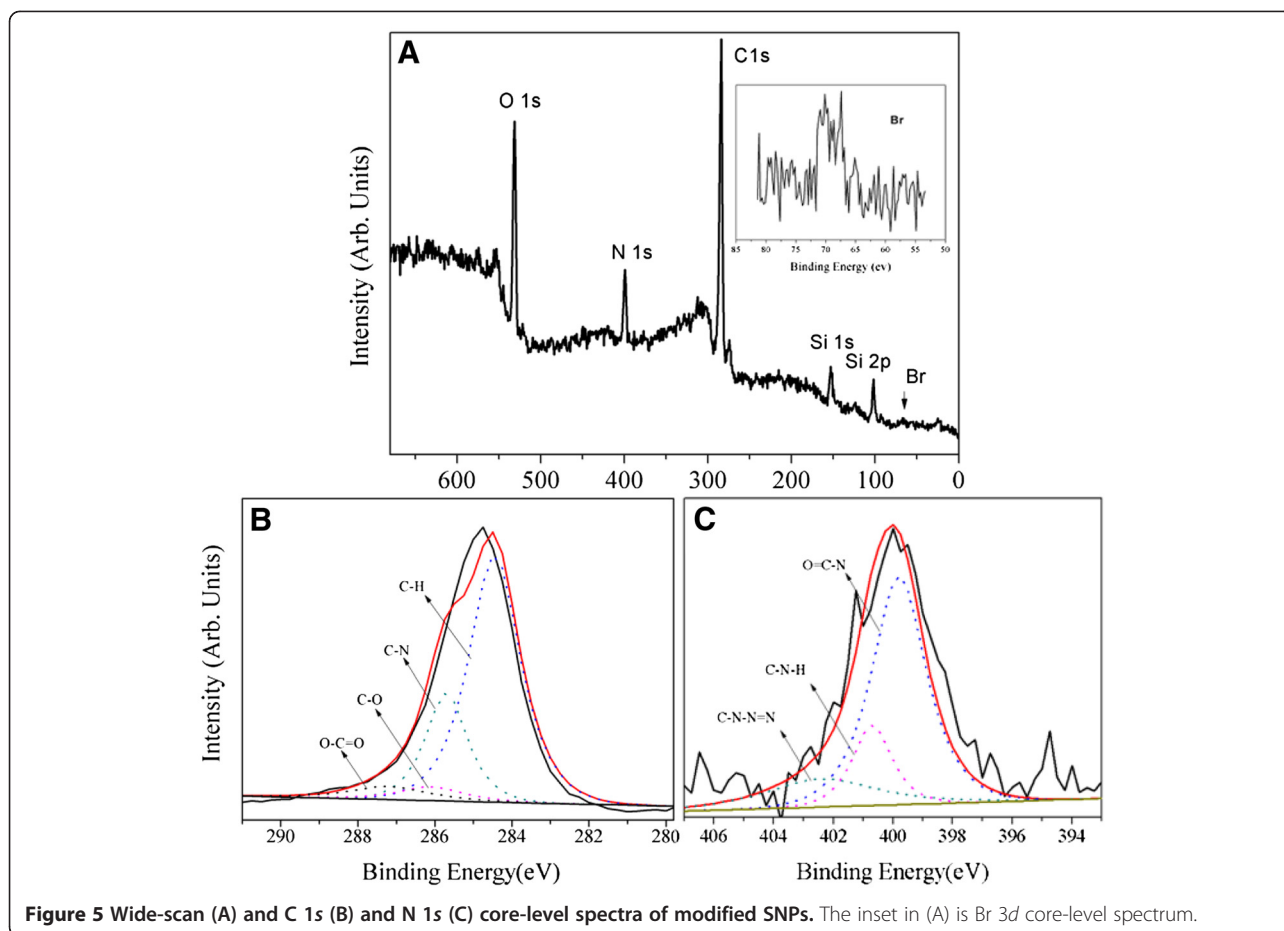 A
Intensity (Arb. Units)
O 1s
N 1s
C1s
Si 1s
Si 2p
Br
600 500 400 300 200 100 0
Br
85 80 75 70 65 60 55 50
Binding Energy (ev)
B
Intensity (Arb. Units)
C-H
C-N
C-O
O-C=O
290 288 286 284 282 280
Binding Energy(eV)
C
O=C-N
C-N-H
C-N-N=N
406 404 402 400 398 396 394
Binding Energy(eV)
Figure 5 Wide-scan (A) and C 1s (B) and N 1s (C) core-level spectra of modified SNPs. The inset in (A) is Br 3d core-level spectrum.